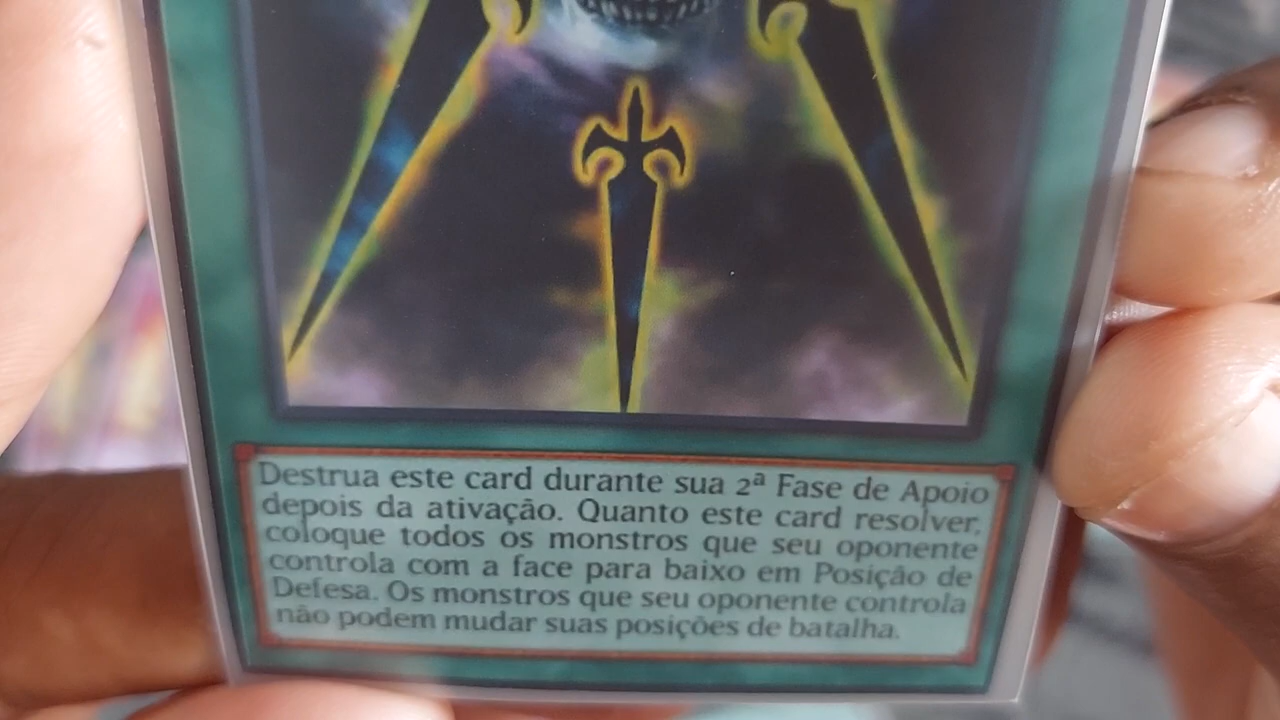 Destrua este card durante sua 2ª Fase de Apoio
depois da ativação. Quanto este card resolver,
coloque todos os monstros que seu oponente
controla com a face para baixo em Posição de
Defesa. Os monstros que seu oponente controla
não podem mudar suas posições de batalha.